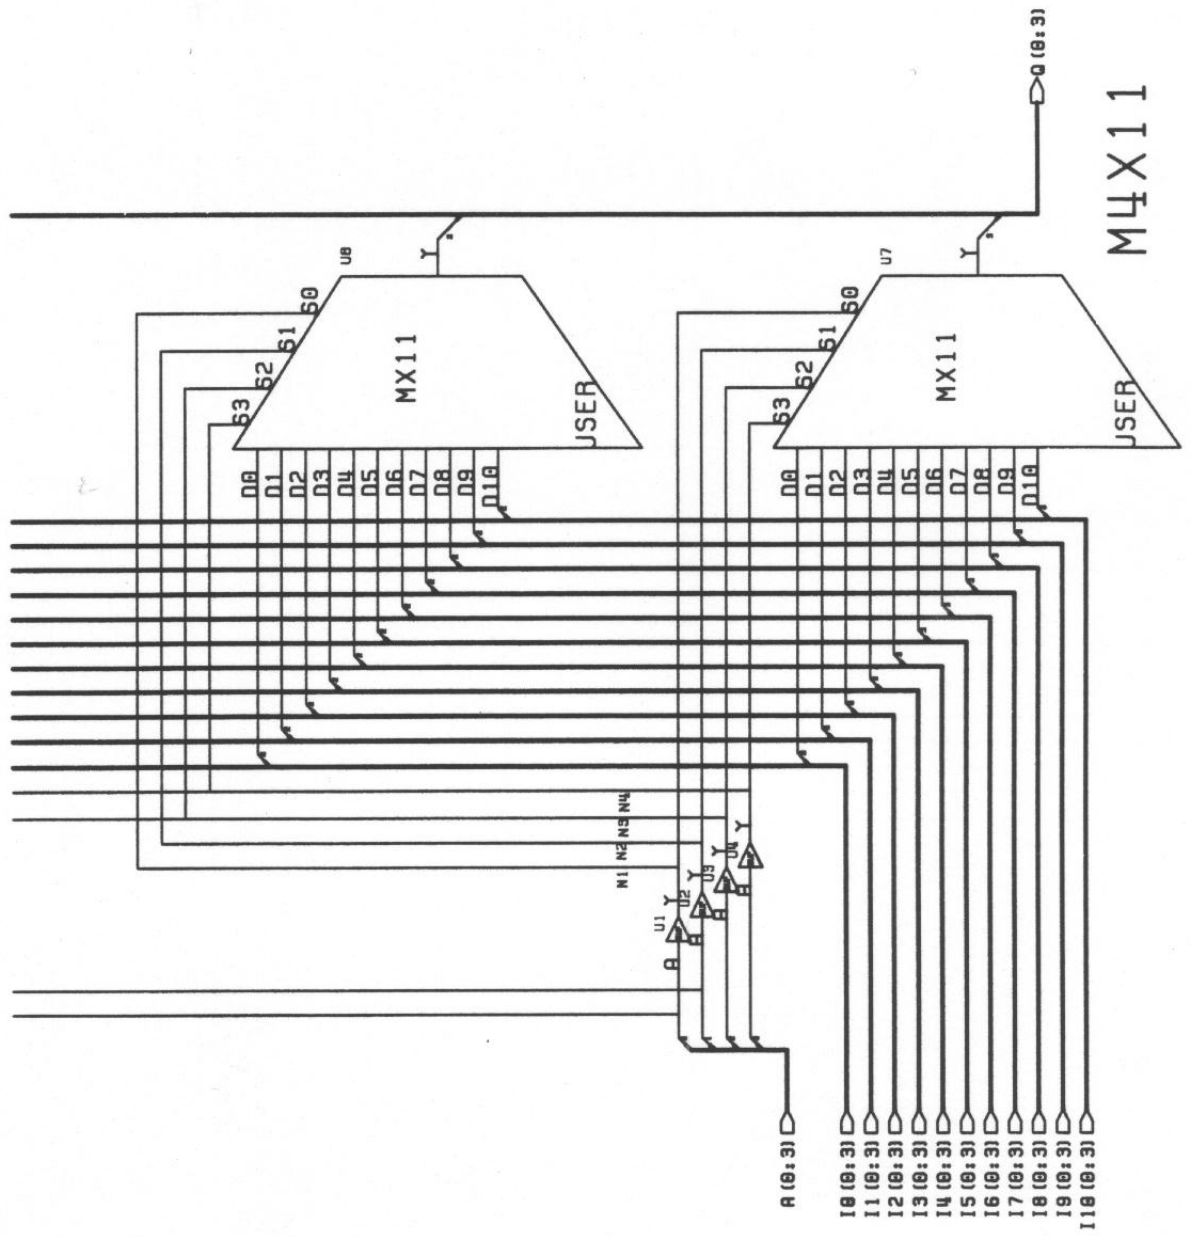 Q(0:3)
M4X11
U8
Y
S0
S1
S2
S3
MX11
USER
D0
D1
D2
D3
D4
D5
D6
D7
D8
D9
D10
U7
Y
S0
S1
S2
S3
MX11
USER
D0
D1
D2
D3
D4
D5
D6
D7
D8
D9
D10
N1
N2
N3
N4
U1
U2
U3
U4
Y
Y
Y
Y
A
A(0:3)
I0(0:3)
I1(0:3)
I2(0:3)
I3(0:3)
I4(0:3)
I5(0:3)
I6(0:3)
I7(0:3)
I8(0:3)
I9(0:3)
I10(0:3)